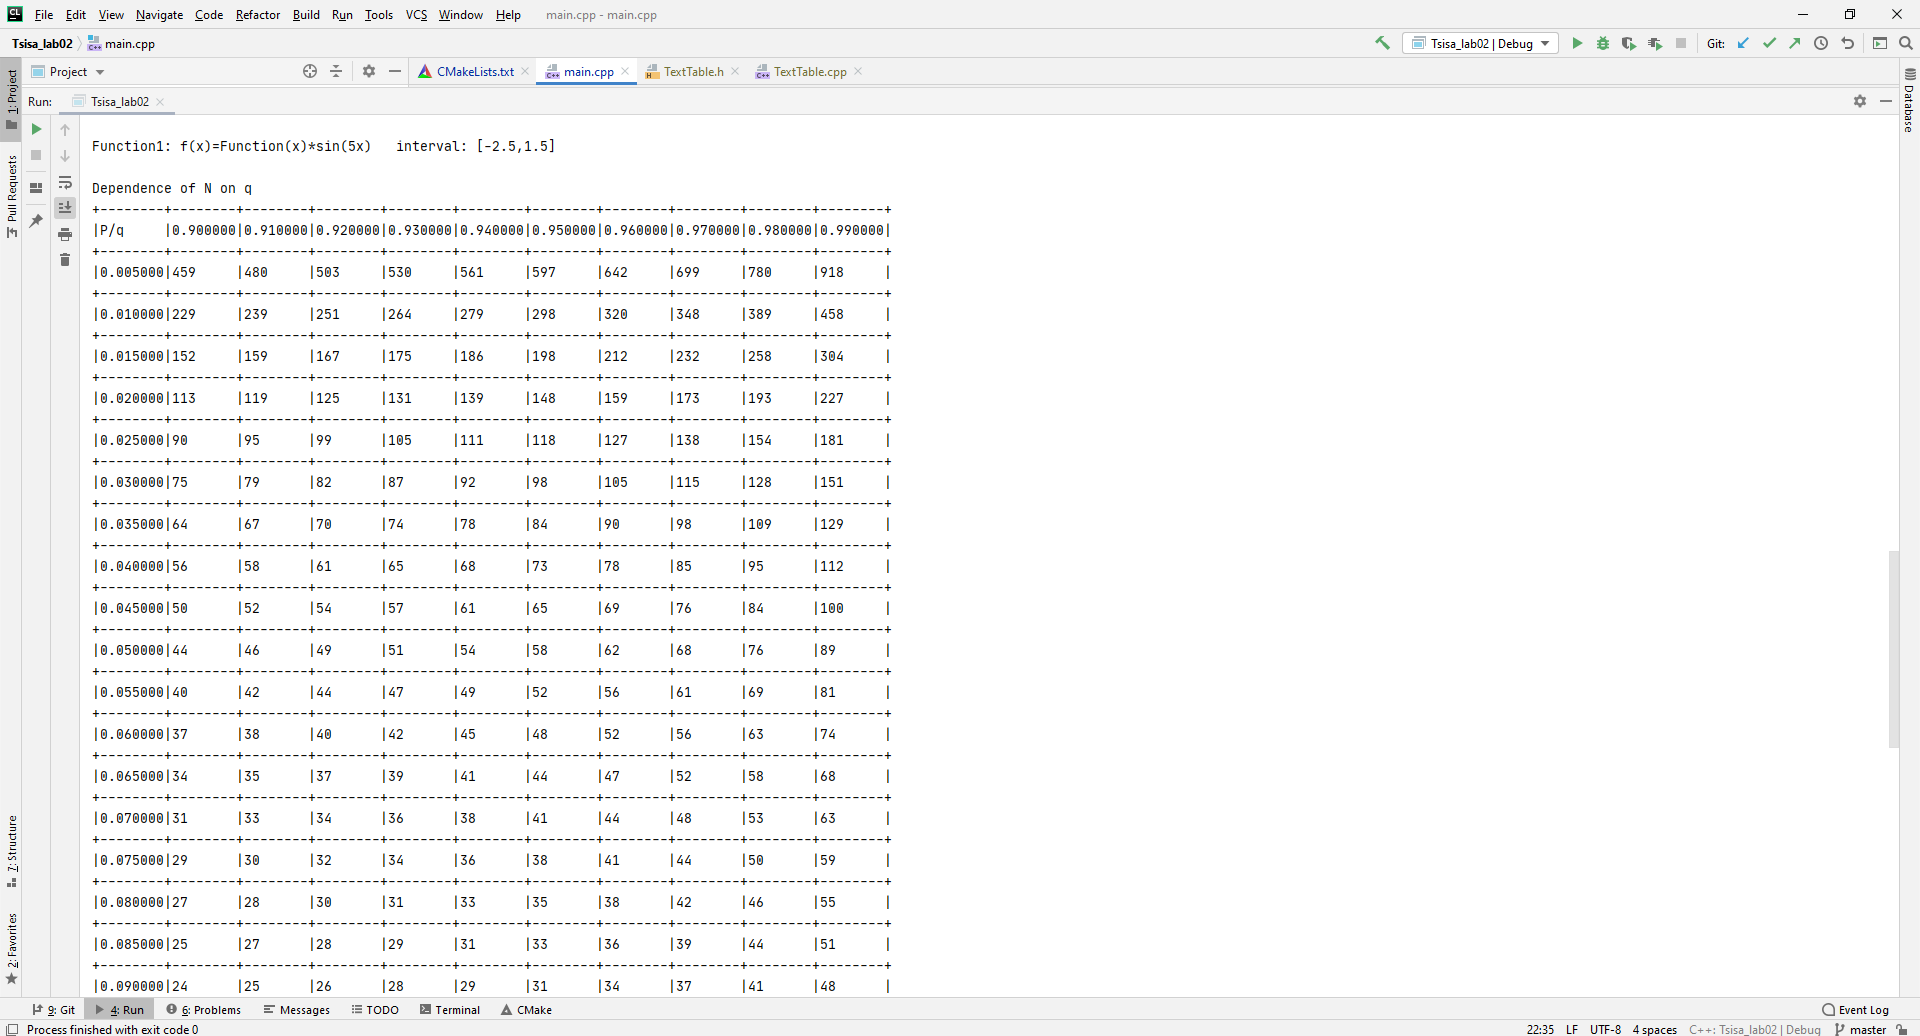 File Edit View Navigate Code Refactor Build Run Tools VCS Window Help main.cpp - main.cpp
Tsisa_lab02 main.cpp Tsisa_lab02 | Debug Git:
Project CMakeLists.txt main.cpp TextTable.h TextTable.cpp
Run: Tsisa_lab02
1: Project
Pull Requests
7: Structure
2: Favorites
Database
Function1: f(x)=Function(x)*sin(5x)   interval: [-2.5,1.5]
Dependence of N on q
+--------+--------+--------+--------+--------+--------+--------+--------+--------+--------+--------+
|P/q     |0.900000|0.910000|0.920000|0.930000|0.940000|0.950000|0.960000|0.970000|0.980000|0.990000|
+--------+--------+--------+--------+--------+--------+--------+--------+--------+--------+--------+
|0.005000|459     |480     |503     |530     |561     |597     |642     |699     |780     |918     |
+--------+--------+--------+--------+--------+--------+--------+--------+--------+--------+--------+
|0.010000|229     |239     |251     |264     |279     |298     |320     |348     |389     |458     |
+--------+--------+--------+--------+--------+--------+--------+--------+--------+--------+--------+
|0.015000|152     |159     |167     |175     |186     |198     |212     |232     |258     |304     |
+--------+--------+--------+--------+--------+--------+--------+--------+--------+--------+--------+
|0.020000|113     |119     |125     |131     |139     |148     |159     |173     |193     |227     |
+--------+--------+--------+--------+--------+--------+--------+--------+--------+--------+--------+
|0.025000|90      |95      |99      |105     |111     |118     |127     |138     |154     |181     |
+--------+--------+--------+--------+--------+--------+--------+--------+--------+--------+--------+
|0.030000|75      |79      |82      |87      |92      |98      |105     |115     |128     |151     |
+--------+--------+--------+--------+--------+--------+--------+--------+--------+--------+--------+
|0.035000|64      |67      |70      |74      |78      |84      |90      |98      |109     |129     |
+--------+--------+--------+--------+--------+--------+--------+--------+--------+--------+--------+
|0.040000|56      |58      |61      |65      |68      |73      |78      |85      |95      |112     |
+--------+--------+--------+--------+--------+--------+--------+--------+--------+--------+--------+
|0.045000|50      |52      |54      |57      |61      |65      |69      |76      |84      |100     |
+--------+--------+--------+--------+--------+--------+--------+--------+--------+--------+--------+
|0.050000|44      |46      |49      |51      |54      |58      |62      |68      |76      |89      |
+--------+--------+--------+--------+--------+--------+--------+--------+--------+--------+--------+
|0.055000|40      |42      |44      |47      |49      |52      |56      |61      |69      |81      |
+--------+--------+--------+--------+--------+--------+--------+--------+--------+--------+--------+
|0.060000|37      |38      |40      |42      |45      |48      |52      |56      |63      |74      |
+--------+--------+--------+--------+--------+--------+--------+--------+--------+--------+--------+
|0.065000|34      |35      |37      |39      |41      |44      |47      |52      |58      |68      |
+--------+--------+--------+--------+--------+--------+--------+--------+--------+--------+--------+
|0.070000|31      |33      |34      |36      |38      |41      |44      |48      |53      |63      |
+--------+--------+--------+--------+--------+--------+--------+--------+--------+--------+--------+
|0.075000|29      |30      |32      |34      |36      |38      |41      |44      |50      |59      |
+--------+--------+--------+--------+--------+--------+--------+--------+--------+--------+--------+
|0.080000|27      |28      |30      |31      |33      |35      |38      |42      |46      |55      |
+--------+--------+--------+--------+--------+--------+--------+--------+--------+--------+--------+
|0.085000|25      |27      |28      |29      |31      |33      |36      |39      |44      |51      |
+--------+--------+--------+--------+--------+--------+--------+--------+--------+--------+--------+
|0.090000|24      |25      |26      |28      |29      |31      |34      |37      |41      |48      |
9: Git 4: Run 6: Problems Messages TODO Terminal CMake Event Log
Process finished with exit code 0 22:35 LF UTF-8 4 spaces C++: Tsisa_lab02 | Debug master